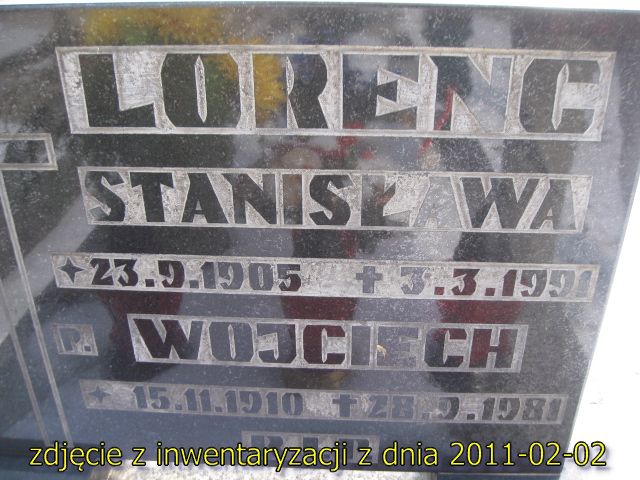 LORENC
STANISŁAWA
✦ 23.9.1905 ✝ 3.3.1991
P. WOJCIECH
✦ 15.11.1910 ✝ 28.9.1981
R.I.P.
zdjęcie z inwentaryzacji z dnia 2011-02-02